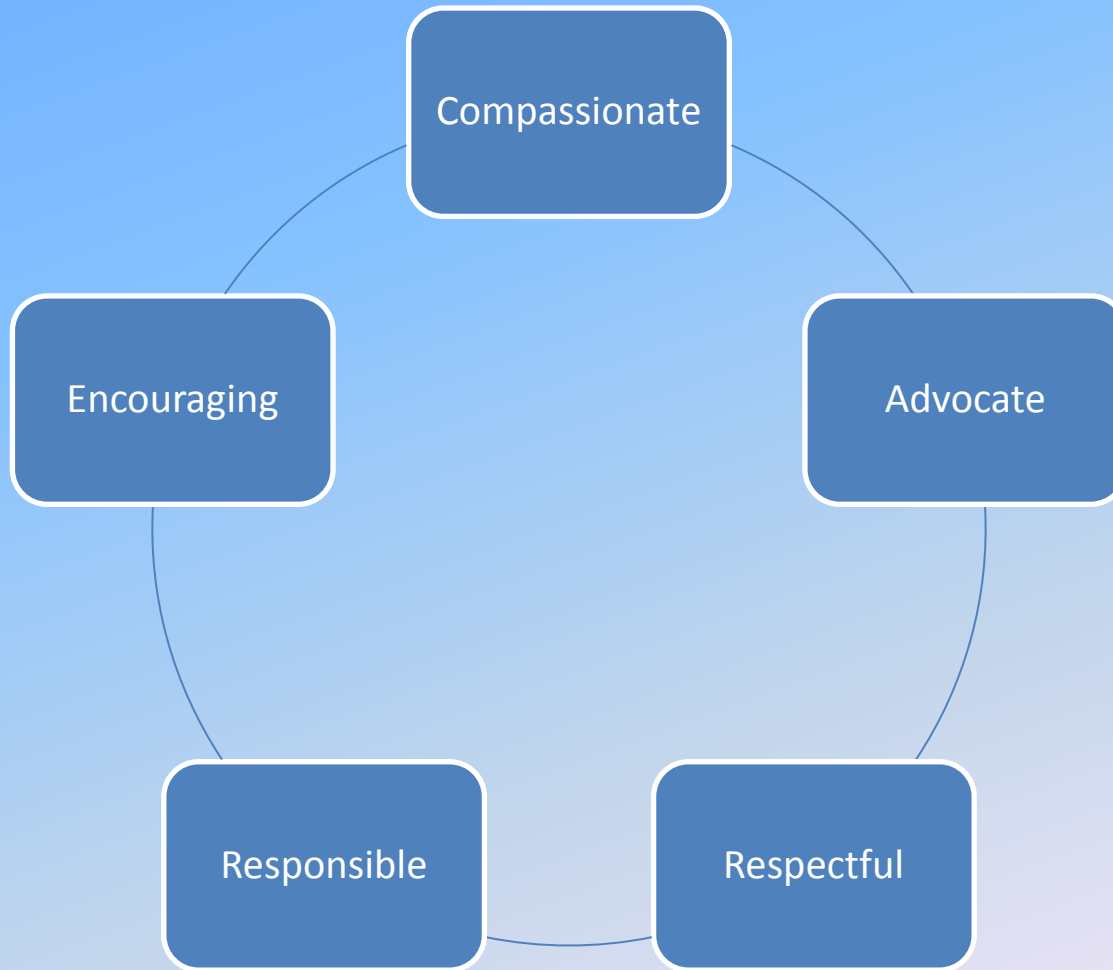 Compassionate
Advocate
Respectful
Responsible
Encouraging